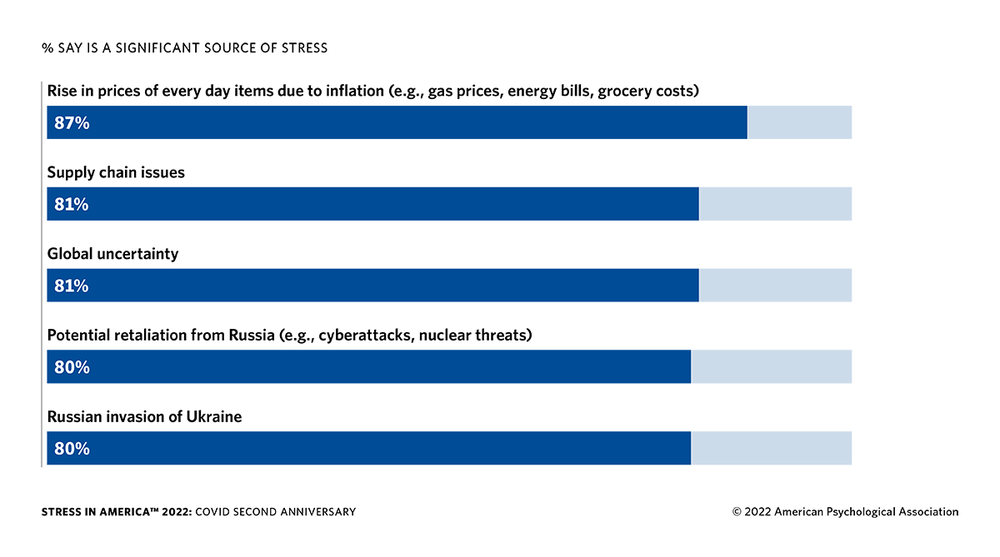 % SAY IS A SIGNIFICANT SOURCE OF STRESS
Rise in prices of every day items due to inflation (e.g., gas prices, energy bills, grocery costs)
87%
Supply chain issues
81%
Global uncertainty
81%
Potential retaliation from Russia (e.g., cyberattacks, nuclear threats)
80%
Russian invasion of Ukraine
80%
STRESS IN AMERICA™ 2022: COVID SECOND ANNIVERSARY
© 2022 American Psychological Association